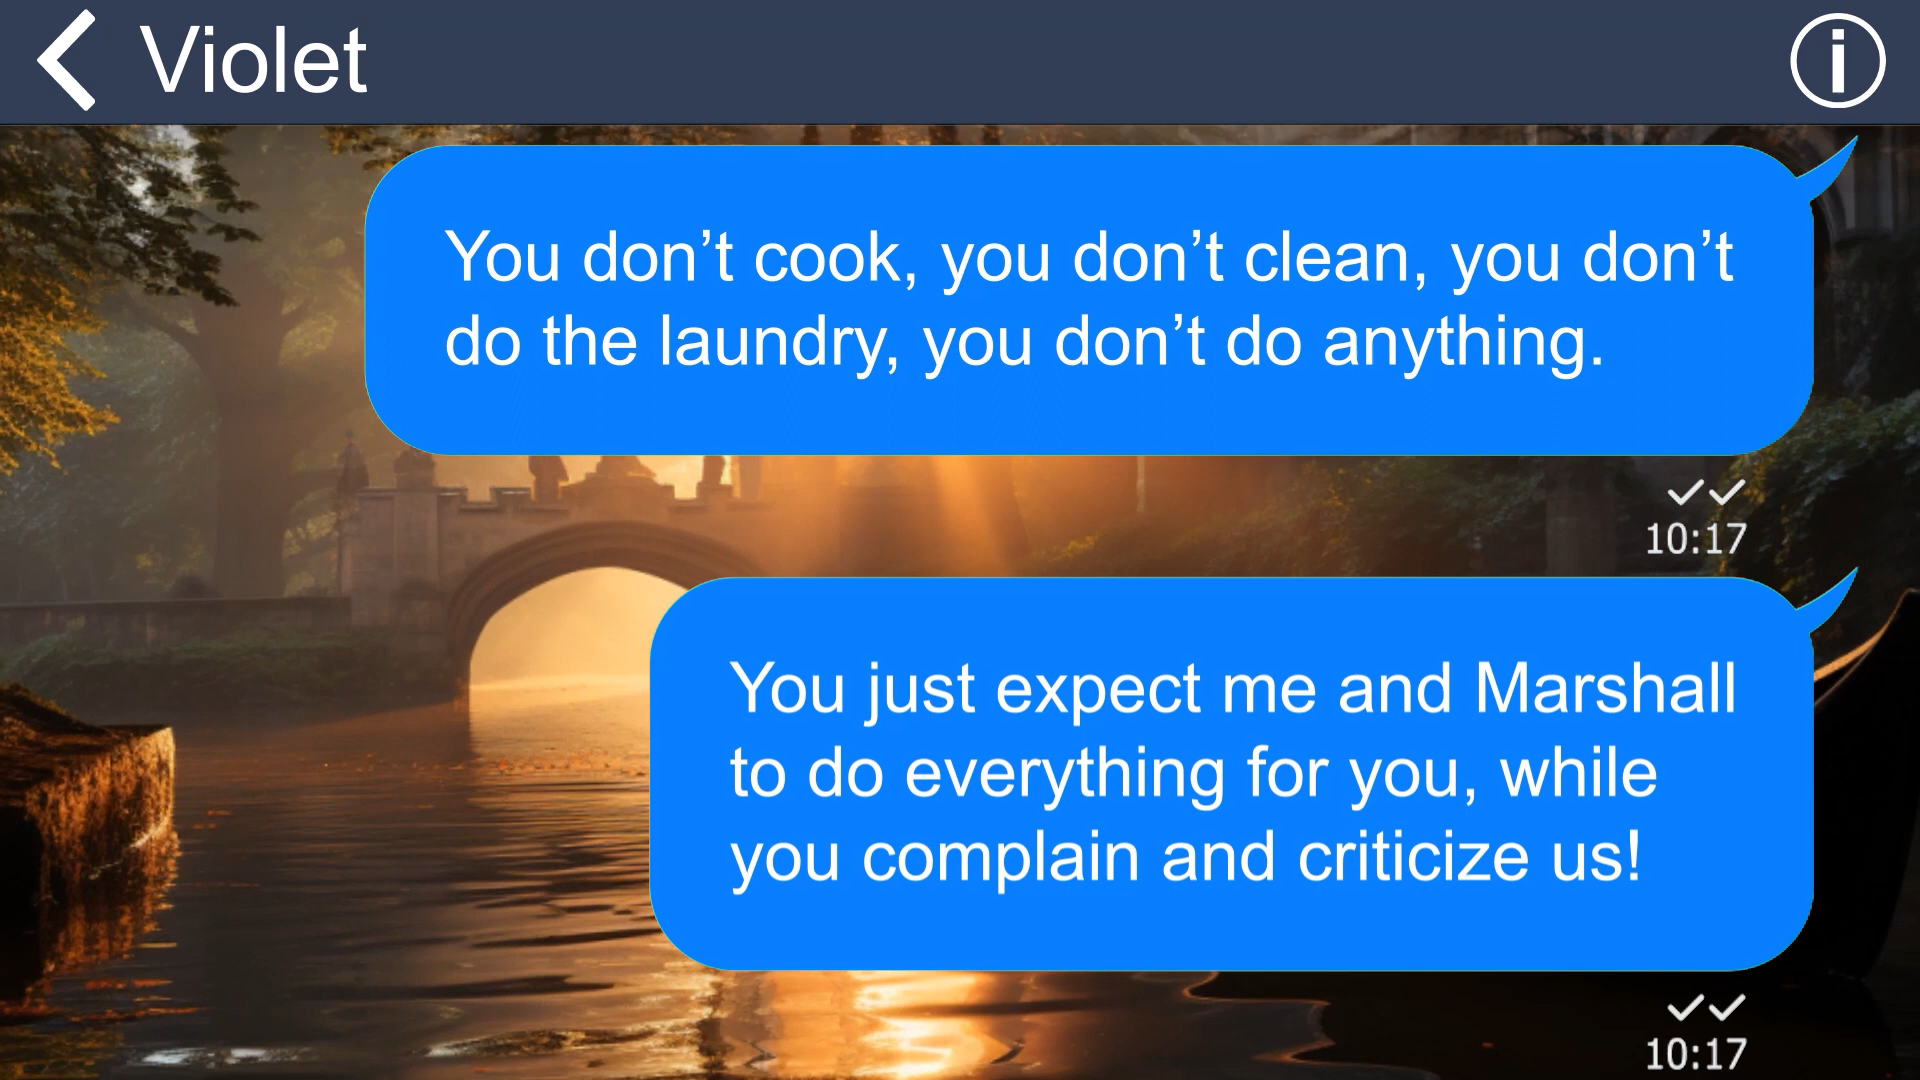 Violet
You don’t cook, you don’t clean, you don’t
do the laundry, you don’t do anything.
10:17
You just expect me and Marshall
to do everything for you, while
you complain and criticize us!
10:17